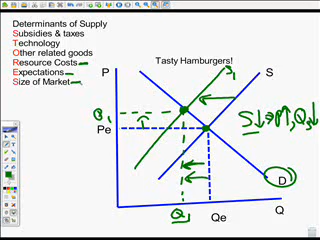 Determinants of Supply
Subsidies & taxes
Technology
Other related goods
Resource Costs
Expectations
Size of Market
Tasty Hamburgers!
P
S₁
S
Pe
S↓ ⇒ P↑, Q↓
D
Q₁
Qe
Q